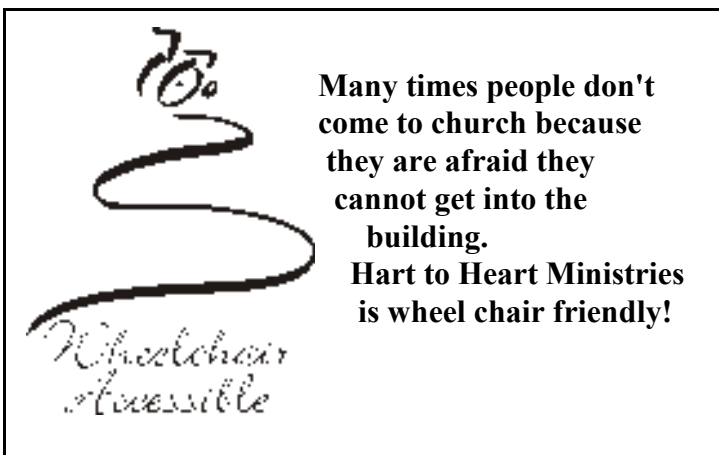 Many times people don't
come to church because
they are afraid they
cannot get into the
building.
Hart to Heart Ministries
is wheel chair friendly!
Wheelchair
Accessible